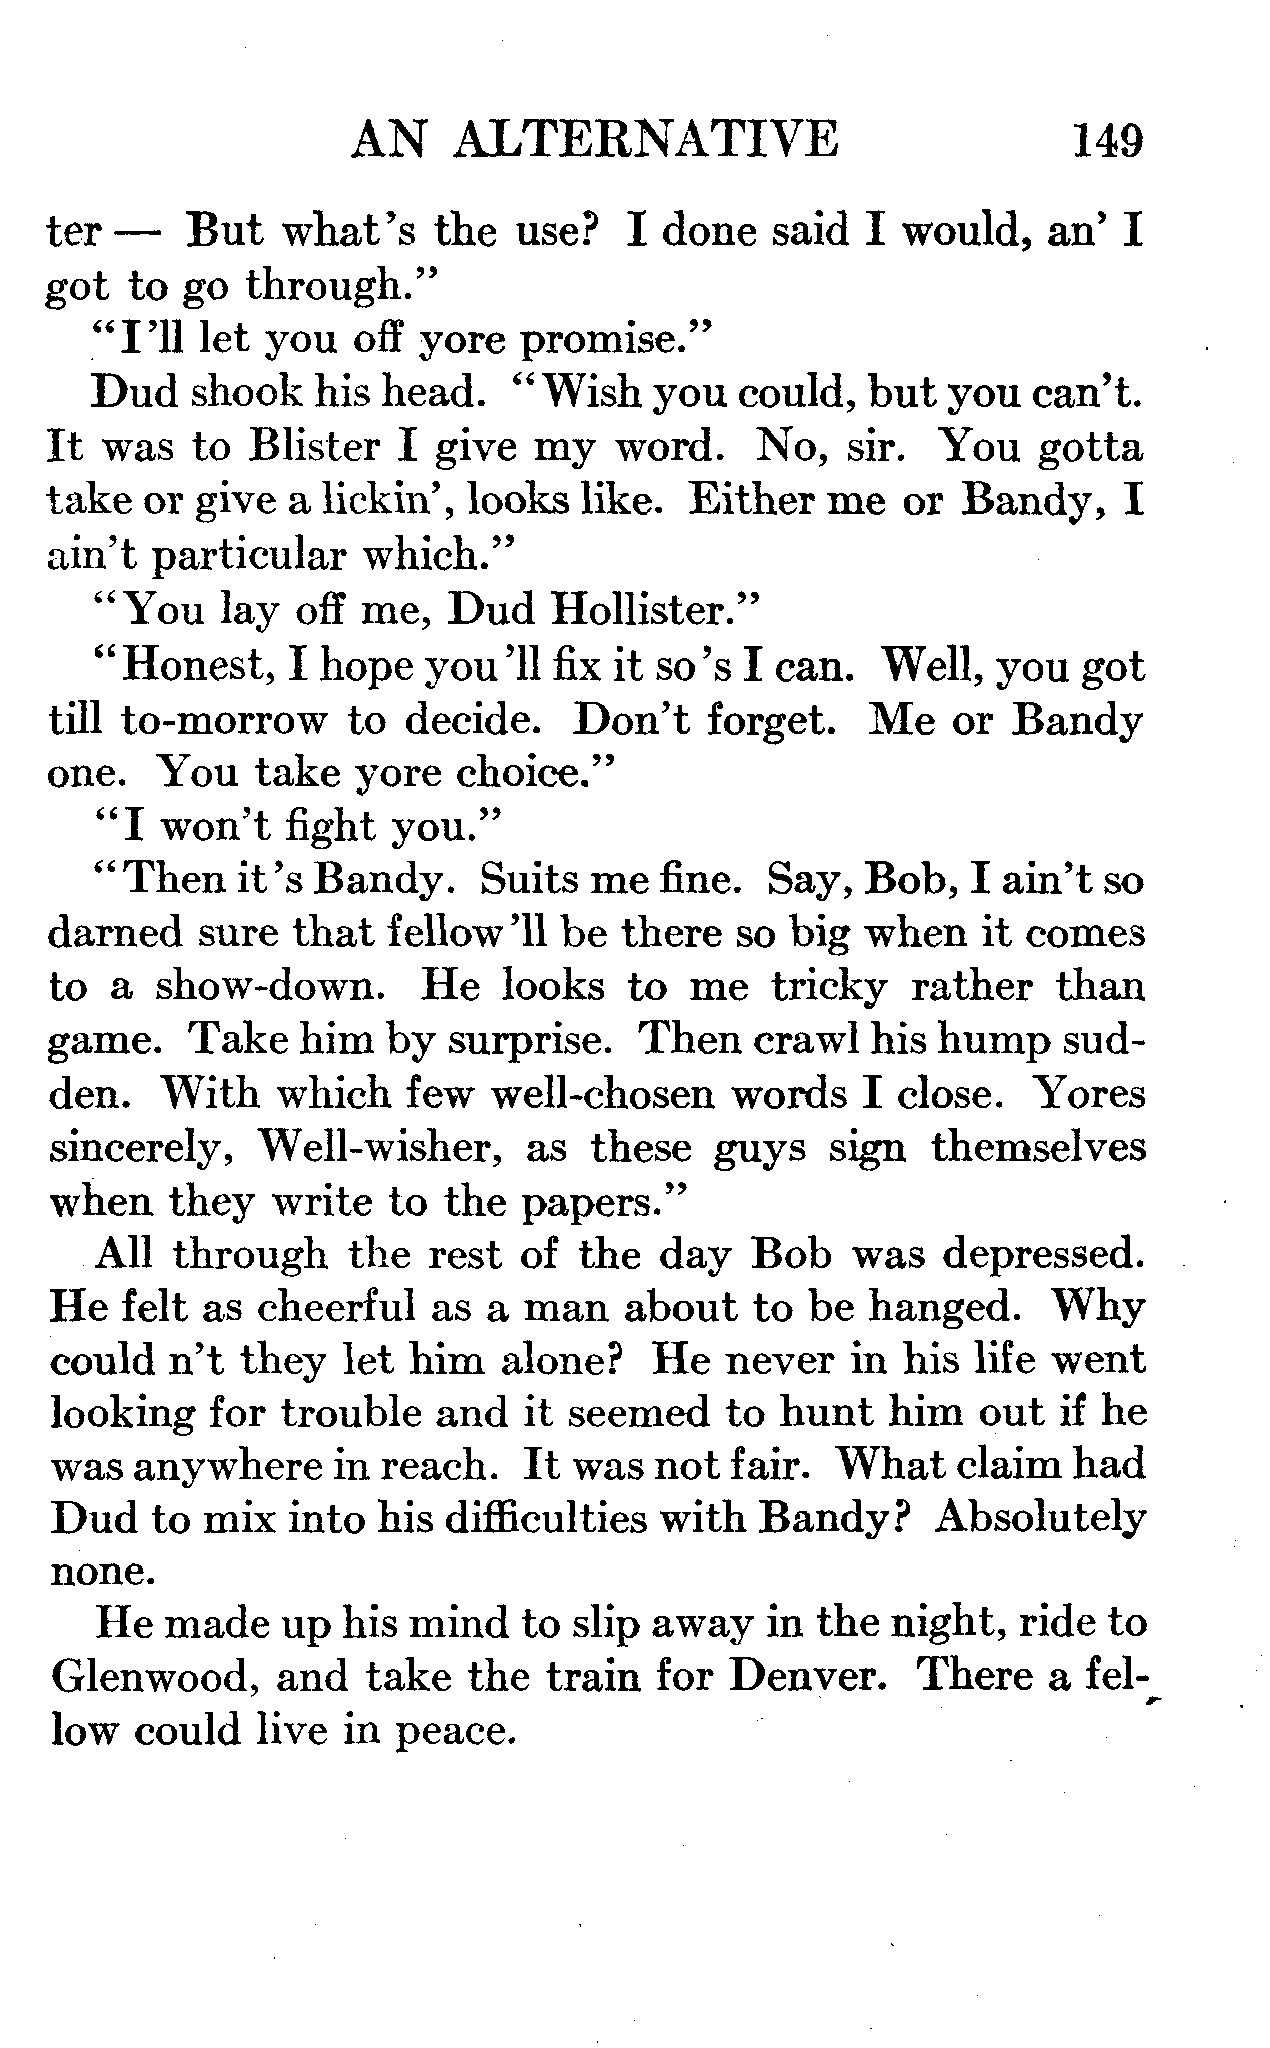 AN ALTERNATIVE 149
ter — But what's the use? I done said I would, an' I
got to go through."
"I'll let you off yore promise."
Dud shook his head. "Wish you could, but you can't.
It was to Blister I give my word. No, sir. You gotta
take or give a lickin', looks like. Either me or Bandy, I
ain't particular which."
"You lay off me, Dud Hollister."
"Honest, I hope you'll fix it so's I can. Well, you got
till to-morrow to decide. Don't forget. Me or Bandy
one. You take yore choice."
"I won't fight you."
"Then it's Bandy. Suits me fine. Say, Bob, I ain't so
darned sure that fellow'll be there so big when it comes
to a show-down. He looks to me tricky rather than
game. Take him by surprise. Then crawl his hump sud-
den. With which few well-chosen words I close. Yores
sincerely, Well-wisher, as these guys sign themselves
when they write to the papers."
All through the rest of the day Bob was depressed.
He felt as cheerful as a man about to be hanged. Why
could n't they let him alone? He never in his life went
looking for trouble and it seemed to hunt him out if he
was anywhere in reach. It was not fair. What claim had
Dud to mix into his difficulties with Bandy? Absolutely
none.
He made up his mind to slip away in the night, ride to
Glenwood, and take the train for Denver. There a fel-
low could live in peace.